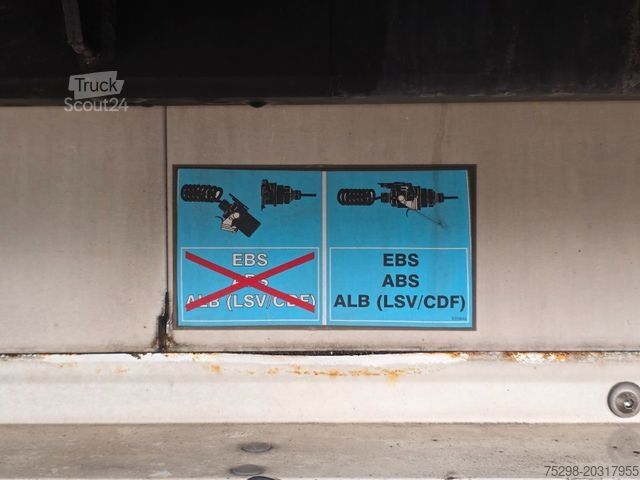 Truck
Scout24
EBS
ABS
ALB (LSV/CDF)
EBS
ABS
ALB (LSV/CDF)
75298-20317955